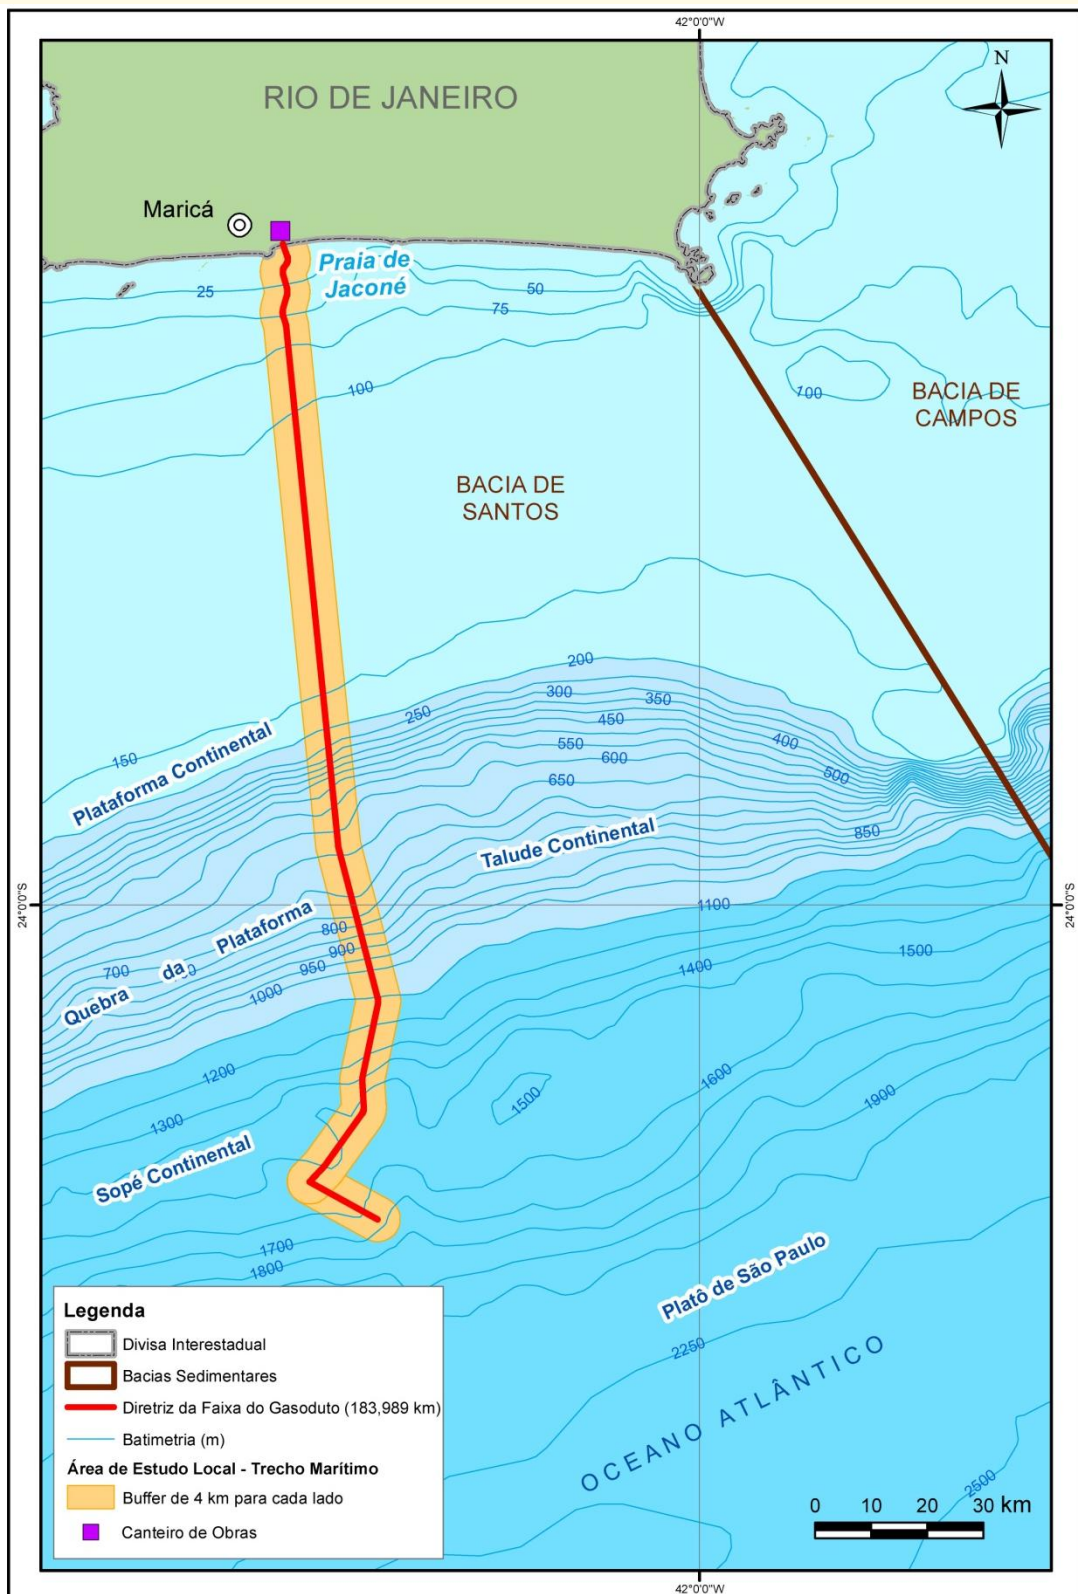 42°0'0"W
N
RIO DE JANEIRO
Maricá
Praia de
Jaconé
25
50
75
100
100
BACIA DE
CAMPOS
BACIA DE
SANTOS
200
300
350
250
450
400
150
550
600
500
650
Plataforma Continental
850
Talude Continental
24°0'0"S
24°0'0"S
1100
Quebra da Plataforma
800
900
950
700
1000
1500
1400
1200
1600
1500
1900
1300
Sopé Continental
1700
1800
Platô de São Paulo
2250
OCEANO ATLÂNTICO
2500
Legenda
Divisa Interestadual
Bacias Sedimentares
Diretriz da Faixa do Gasoduto (183,989 km)
Batimetria (m)
Área de Estudo Local - Trecho Marítimo
Buffer de 4 km para cada lado
Canteiro de Obras
0 10 20 30 km
42°0'0"W